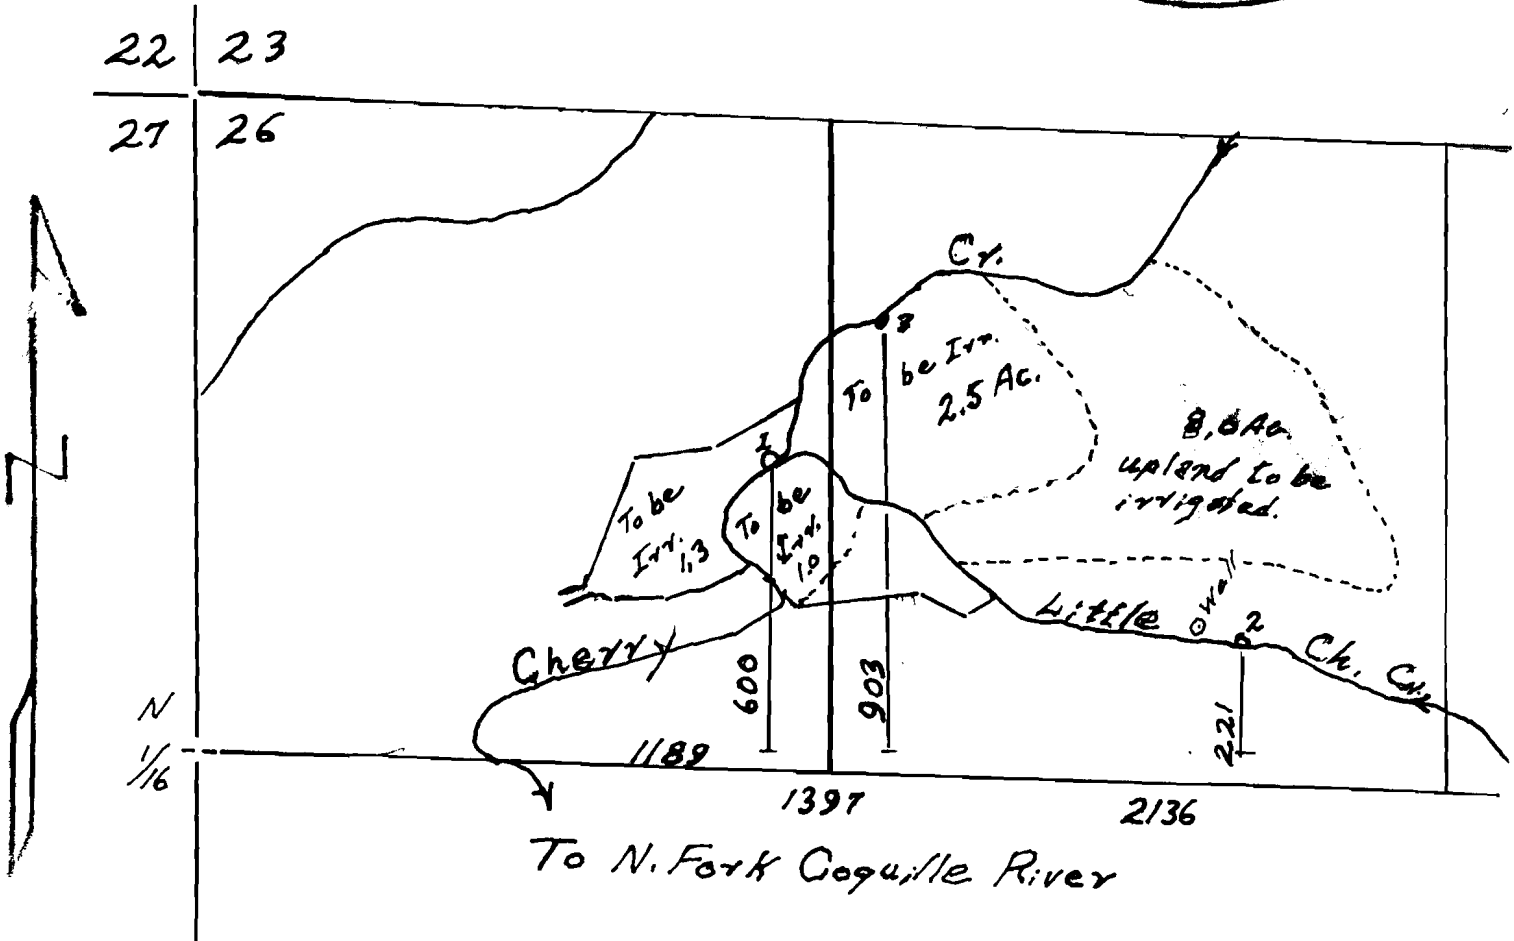 22 23
27 26
Cr.
3
To be Irr.
2.5 Ac.
Ac.
upland to be
irrigated.
1
To be
Irr.
1.3
To be
Irr.
1.0
Well
Little
2
Ch. Cr.
Cherry
600
903
221
N
1/16
1189
1397
2136
To N. Fork Coquille River